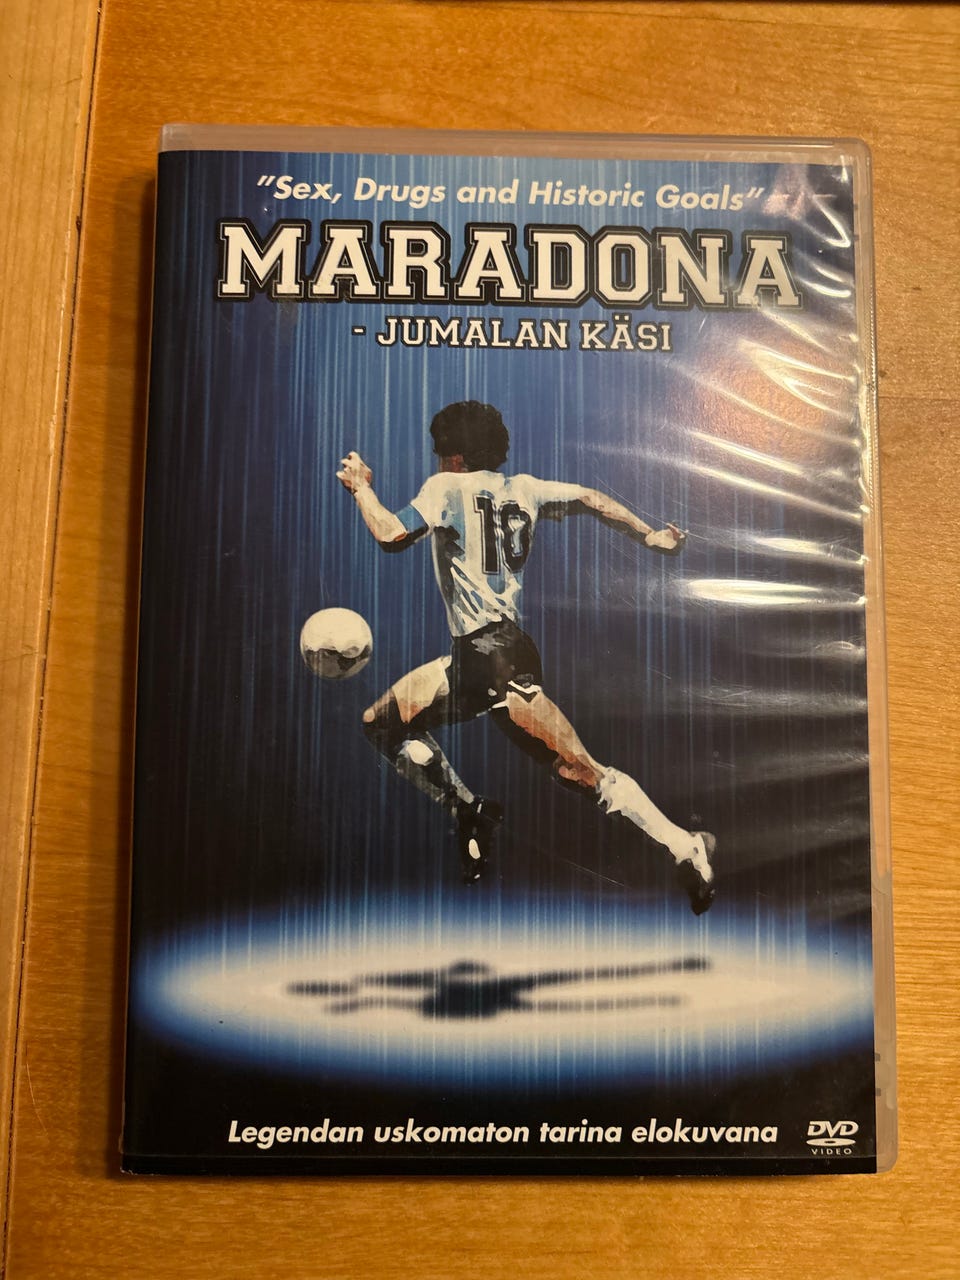 "Sex, Drugs and Historic Goals"
MARADONA
- JUMALAN KÄSI
10
Legendan uskomaton tarina elokuvana
DVD
VIDEO